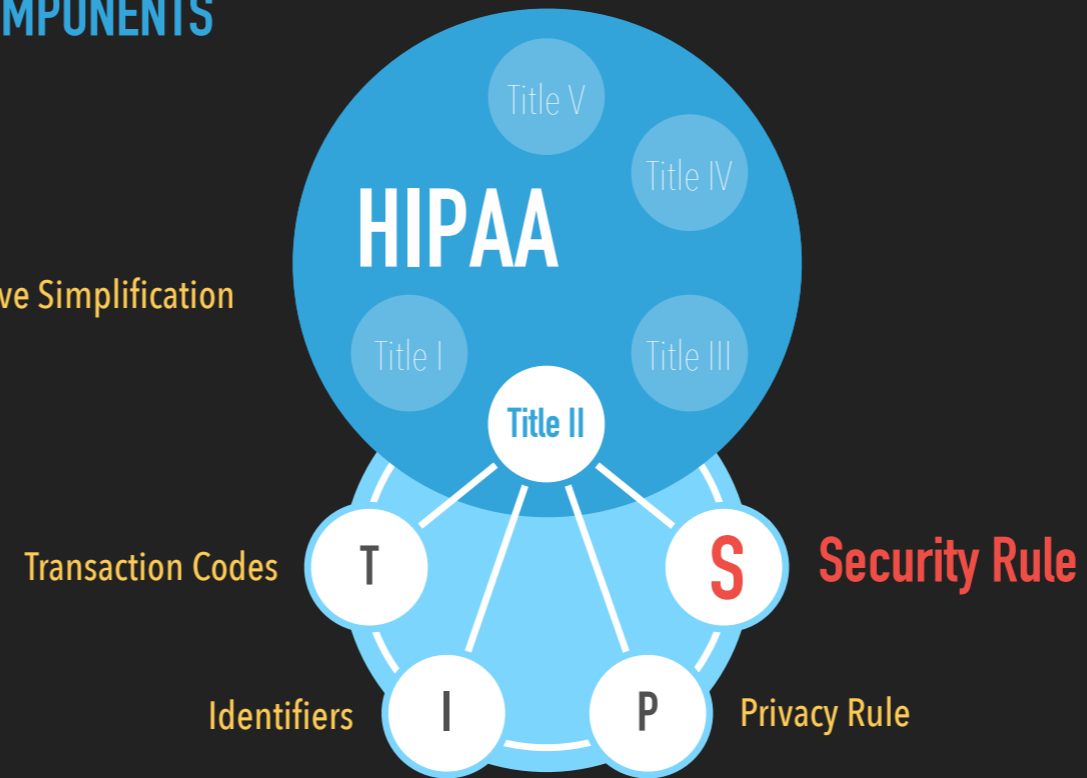 MPONENTS
Title V
Title IV
HIPAA
ve Simplification
Title I
Title III
Title II
Transaction Codes
T
S
Security Rule
Identifiers
I
P
Privacy Rule